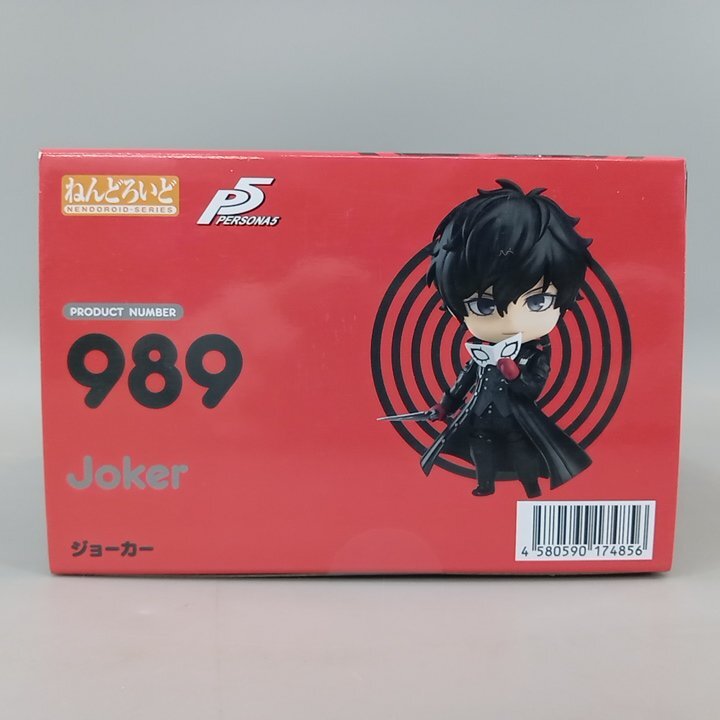 ねんどろいど
NENDOROID-SERIES
P5
PERSONA5
PRODUCT NUMBER
989
Joker
ジョーカー
4 580590 174856